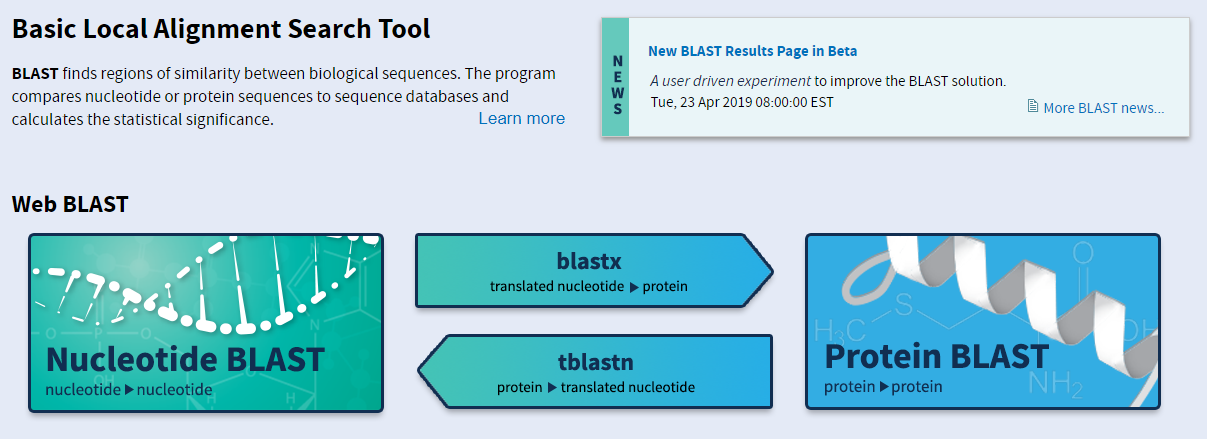 Basic Local Alignment Search Tool
BLAST finds regions of similarity between biological sequences. The program
compares nucleotide or protein sequences to sequence databases and
calculates the statistical significance.
Learn more
NEWS
New BLAST Results Page in Beta
A user driven experiment to improve the BLAST solution.
Tue, 23 Apr 2019 08:00:00 EST
More BLAST news...
Web BLAST
Nucleotide BLAST
nucleotide ▶ nucleotide
blastx
translated nucleotide ▶ protein
tblastn
protein ▶ translated nucleotide
O
S
H₃C
OH
Protein BLAST
protein ▶ protein
NH₂
O
P
O
OH
N
N
H